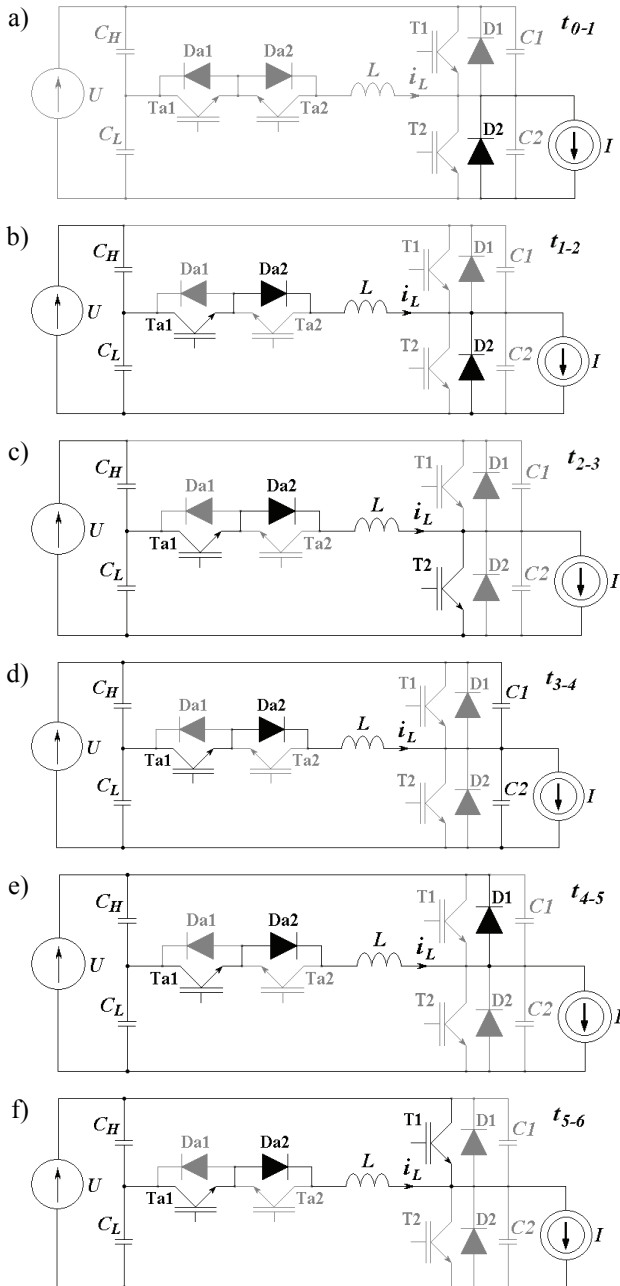 a)
C_H
Da1
Da2
T1
D1
C1
t_0-1
U
Ta1
Ta2
L
i_L
C_L
T2
D2
C2
I
b)
C_H
Da1
Da2
T1
D1
C1
t_1-2
U
Ta1
Ta2
L
i_L
C_L
T2
D2
C2
I
c)
C_H
Da1
Da2
T1
D1
C1
t_2-3
U
Ta1
Ta2
L
i_L
C_L
T2
D2
C2
I
d)
C_H
Da1
Da2
T1
D1
C1
t_3-4
U
Ta1
Ta2
L
i_L
C_L
T2
D2
C2
I
e)
C_H
Da1
Da2
T1
D1
C1
t_4-5
U
Ta1
Ta2
L
i_L
C_L
T2
D2
C2
I
f)
C_H
Da1
Da2
T1
D1
C1
t_5-6
U
Ta1
Ta2
L
i_L
C_L
T2
D2
C2
I